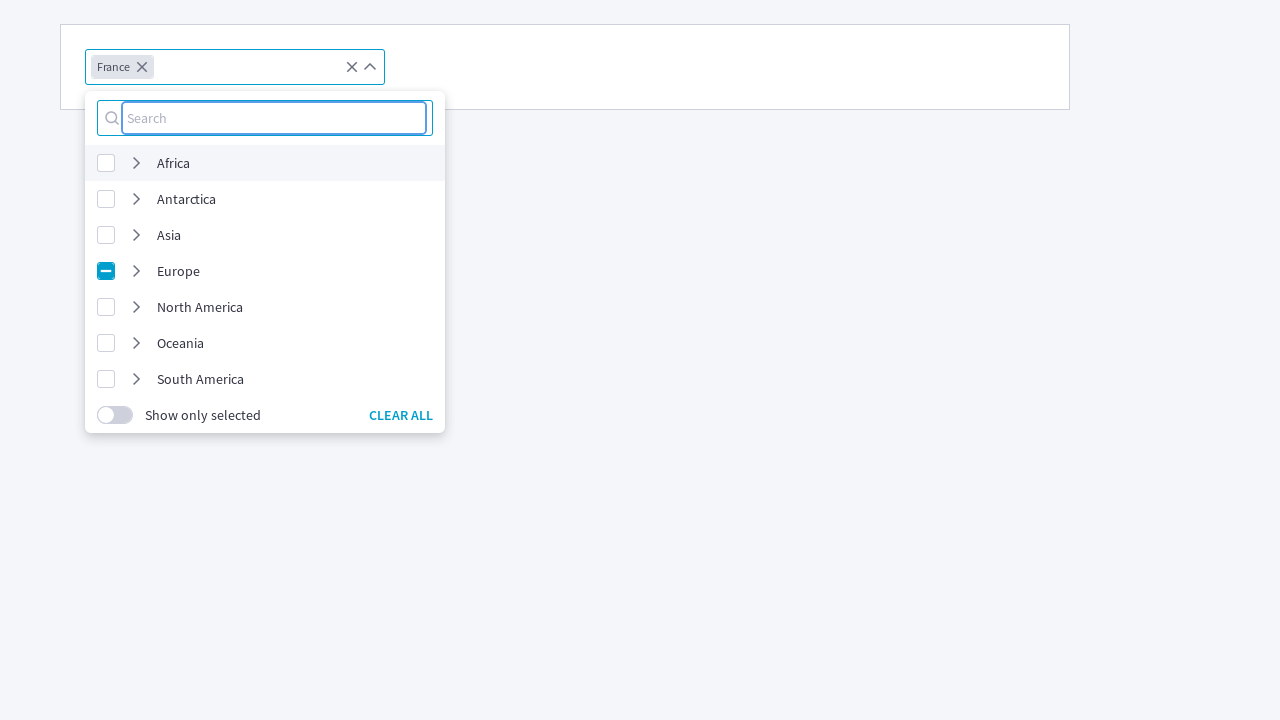 France
Search
Africa
Antarctica
Asia
Europe
North America
Oceania
South America
Show only selected CLEAR ALL